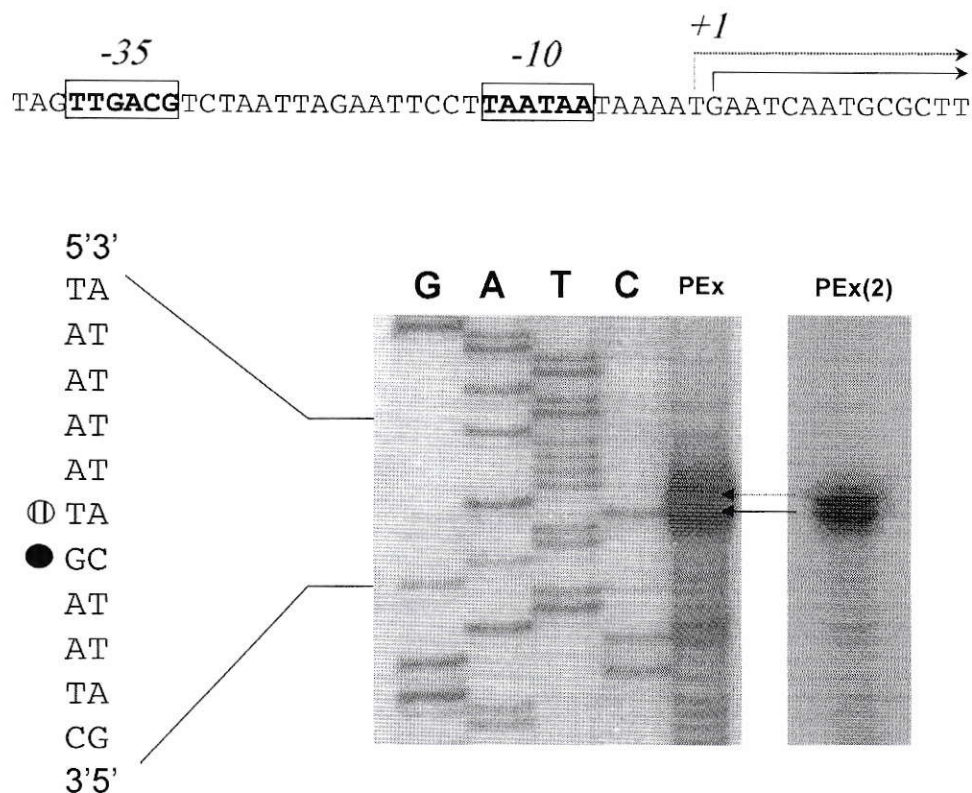 +1
-35 -10
TAGTTGACGTCTAATTAGAATTCCTTAATAATAAAATGAATCAATGCGCTT
5'3'
G A T C PEx PEx(2)
TA
AT
AT
AT
AT
TA
GC
AT
AT
TA
CG
3'5'